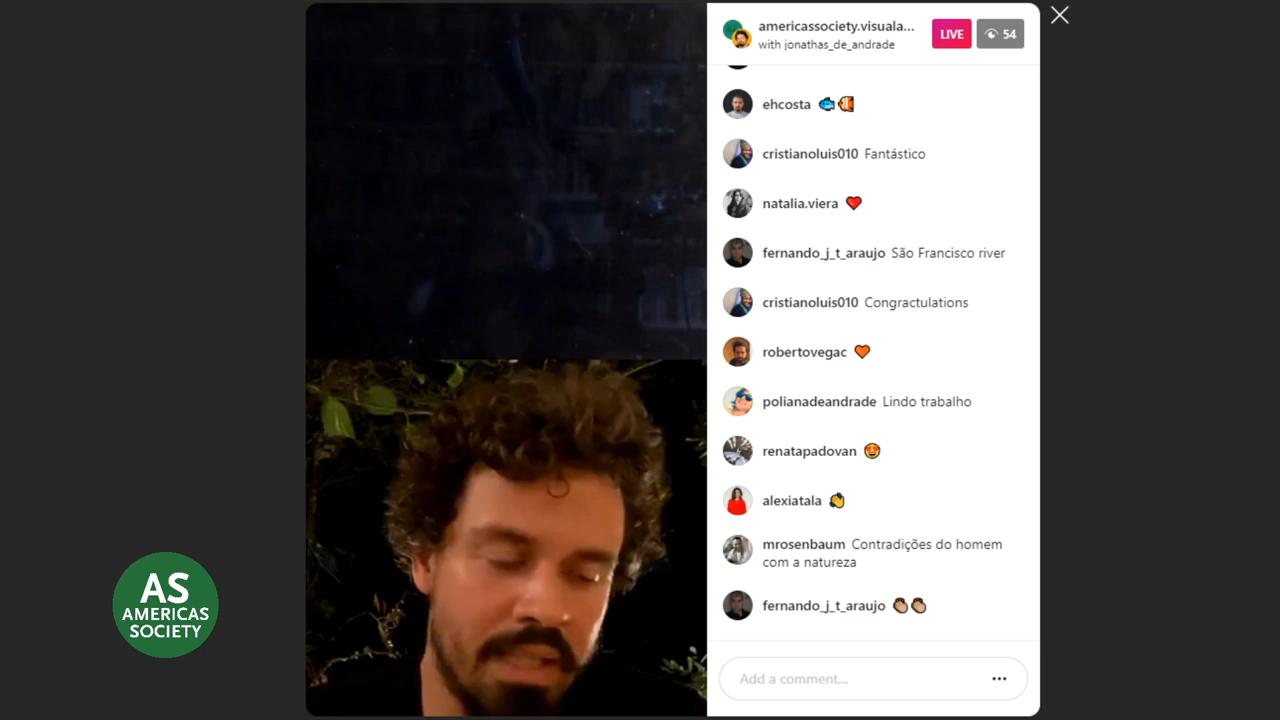 americassociety.visuala...
with jonathas_de_andrade
LIVE
54
ehcosta
cristianoluis010 Fantástico
natalia.viera
fernando_j_t_araujo São Francisco river
cristianoluis010 Congractulations
robertovegac
polianadeandrade Lindo trabalho
renatapadovan
alexiatala
mrosenbaum Contradições do homem
com a natureza
fernando_j_t_araujo
Add a comment...
AS
AMERICAS
SOCIETY